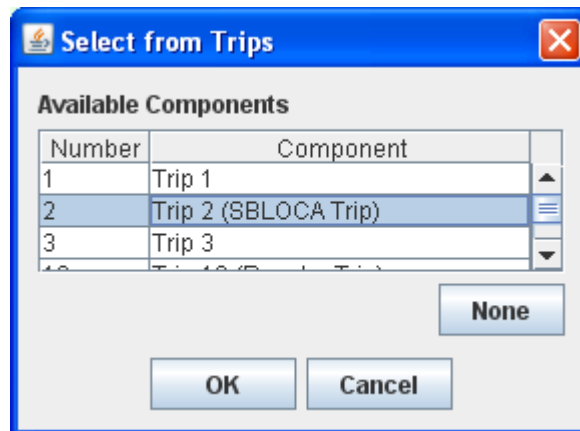 Select from Trips
Available Components
Number Component
1 Trip 1
2 Trip 2 (SBLOCA Trip)
3 Trip 3
None
OK Cancel